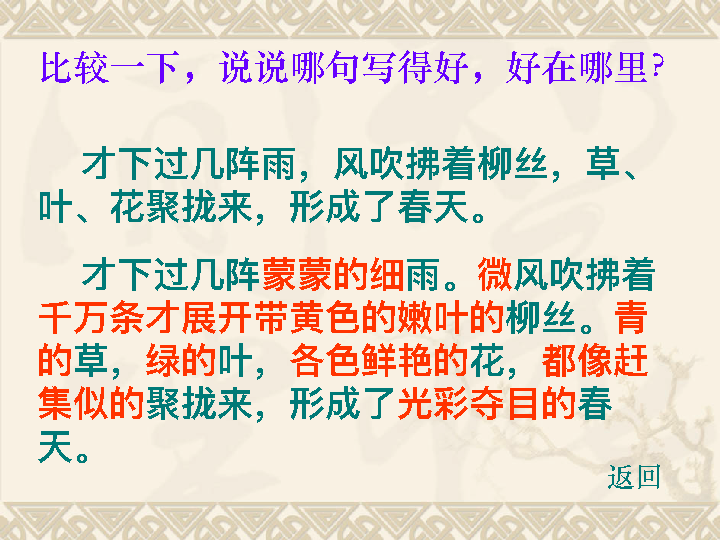 比较一下，说说哪句写得好，好在哪里？
才下过几阵雨，风吹拂着柳丝，草、
叶、花聚拢来，形成了春天。
才下过几阵蒙蒙的细雨。微风吹拂着
千万条才展开带黄色的嫩叶的柳丝。青
的草，绿的叶，各色鲜艳的花，都像赶
集似的聚拢来，形成了光彩夺目的春
天。
返回